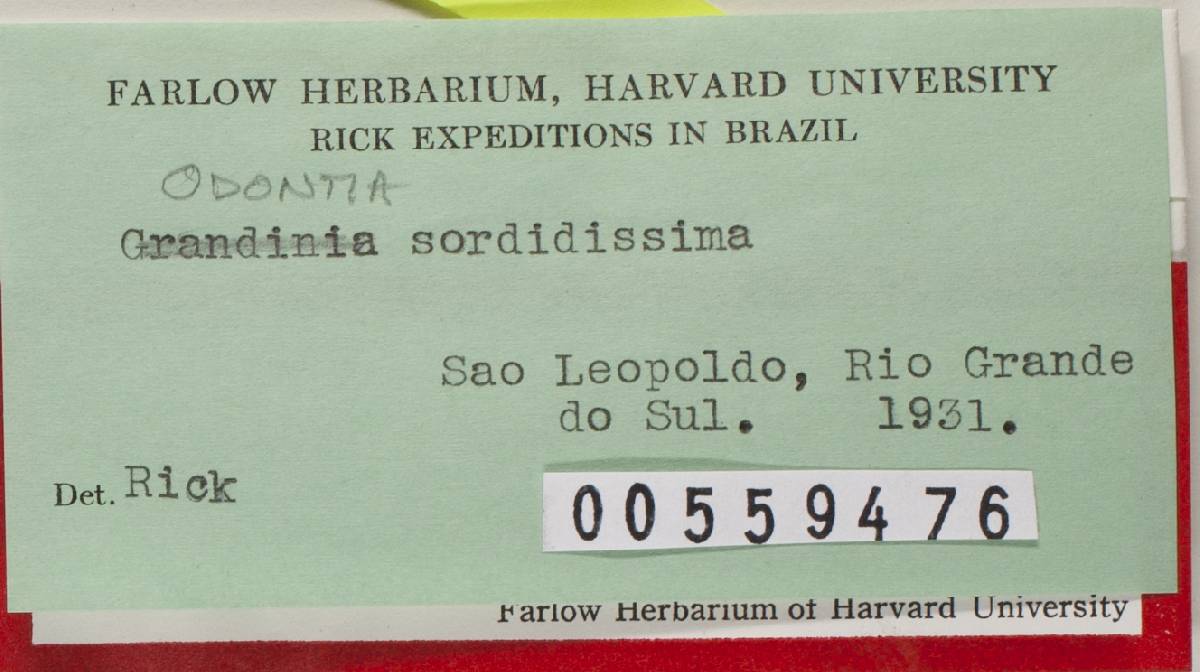 FARLOW HERBARIUM, HARVARD UNIVERSITY
RICK EXPEDITIONS IN BRAZIL
ODONTIA
Grandinia sordidissima
Sao Leopoldo, Rio Grande
do Sul. 1931.
Det. Rick
00559476
Farlow Herbarium of Harvard University